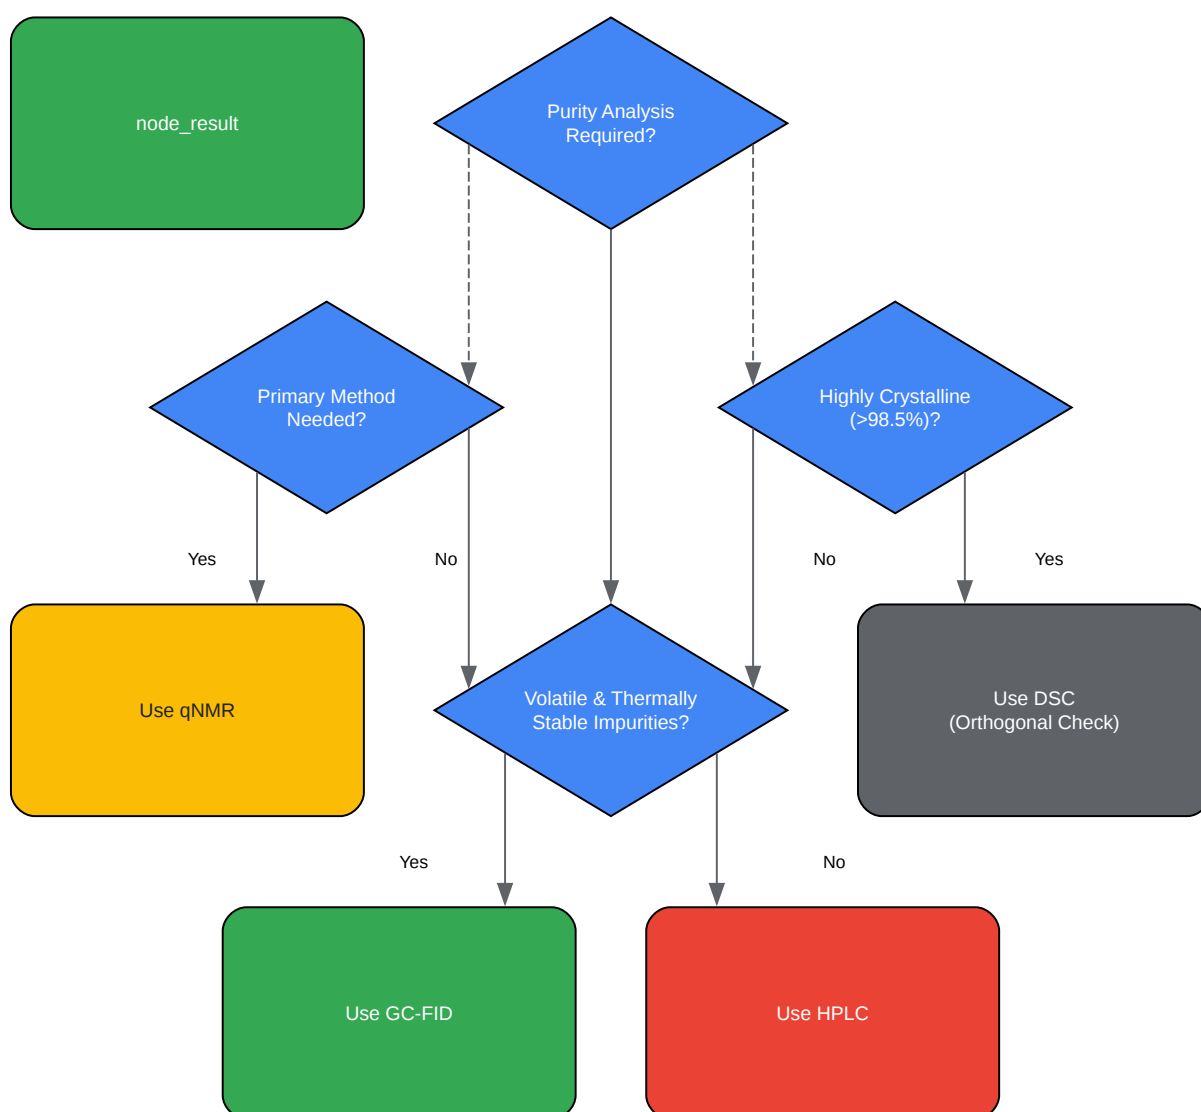 node_result
Purity Analysis
Required?
Primary Method
Needed?
Highly Crystalline
(>98.5%)?
Yes
No
No
Yes
Use qNMR
Volatile & Thermally
Stable Impurities?
Use DSC
(Orthogonal Check)
Yes
No
Use GC-FID
Use HPLC